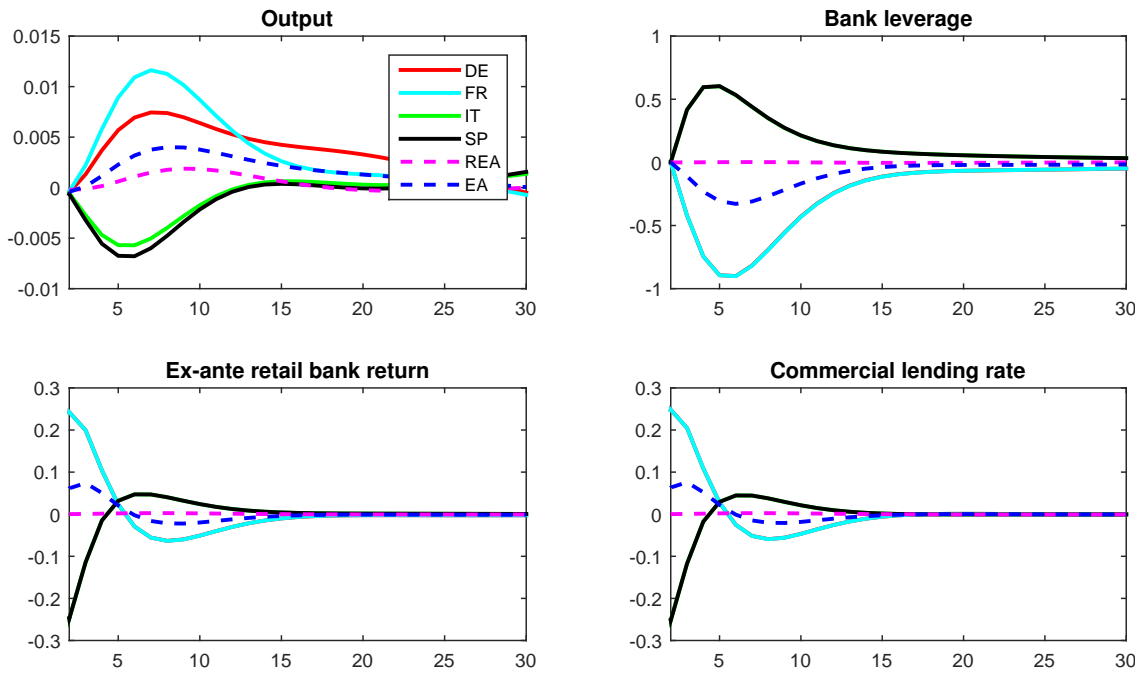 Output
0.015
0.01
0.005
0
-0.005
-0.01
5 10 15 20 25 30
DE
FR
IT
SP
REA
EA
Bank leverage
1
0.5
0
-0.5
-1
5 10 15 20 25 30
Ex-ante retail bank return
0.3
0.2
0.1
0
-0.1
-0.2
-0.3
5 10 15 20 25 30
Commercial lending rate
0.3
0.2
0.1
0
-0.1
-0.2
-0.3
5 10 15 20 25 30